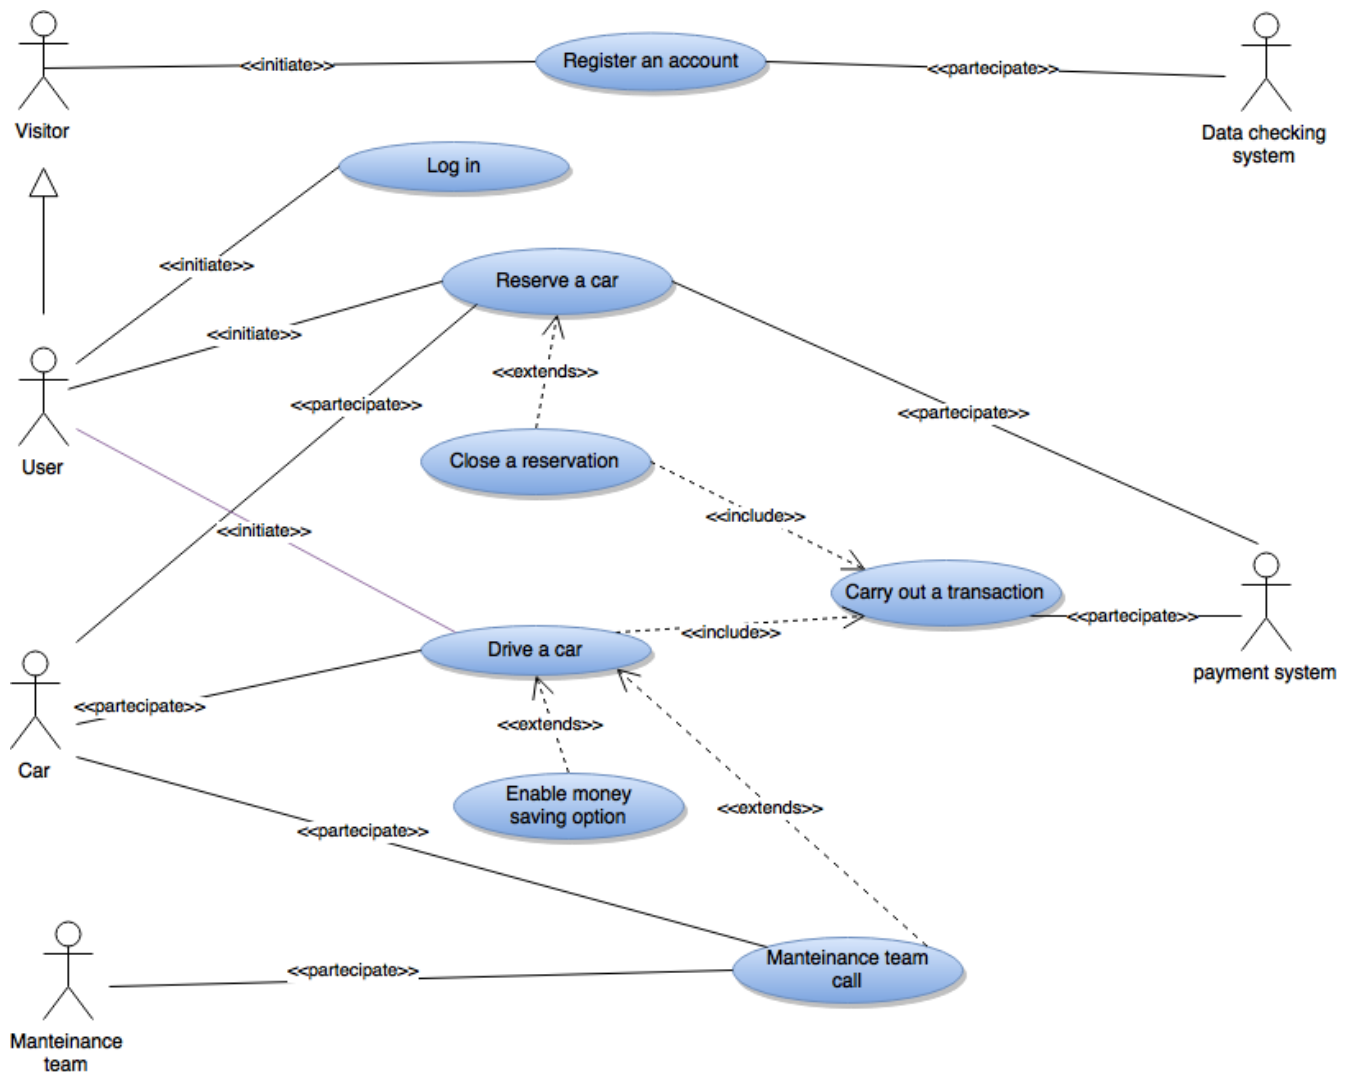 <<initiate>>
Register an account
<<partecipate>>
Visitor
Data checking
system
Log in
<<initiate>>
Reserve a car
<<initiate>>
<<extends>>
<<partecipate>>
<<partecipate>>
User
Close a reservation
<<include>>
<<initiate>>
Carry out a transaction
<<partecipate>>
<<include>>
Drive a car
payment system
<<partecipate>>
<<extends>>
Car
Enable money
saving option
<<extends>>
<<partecipate>>
Manteinance team
call
<<partecipate>>
Manteinance
team